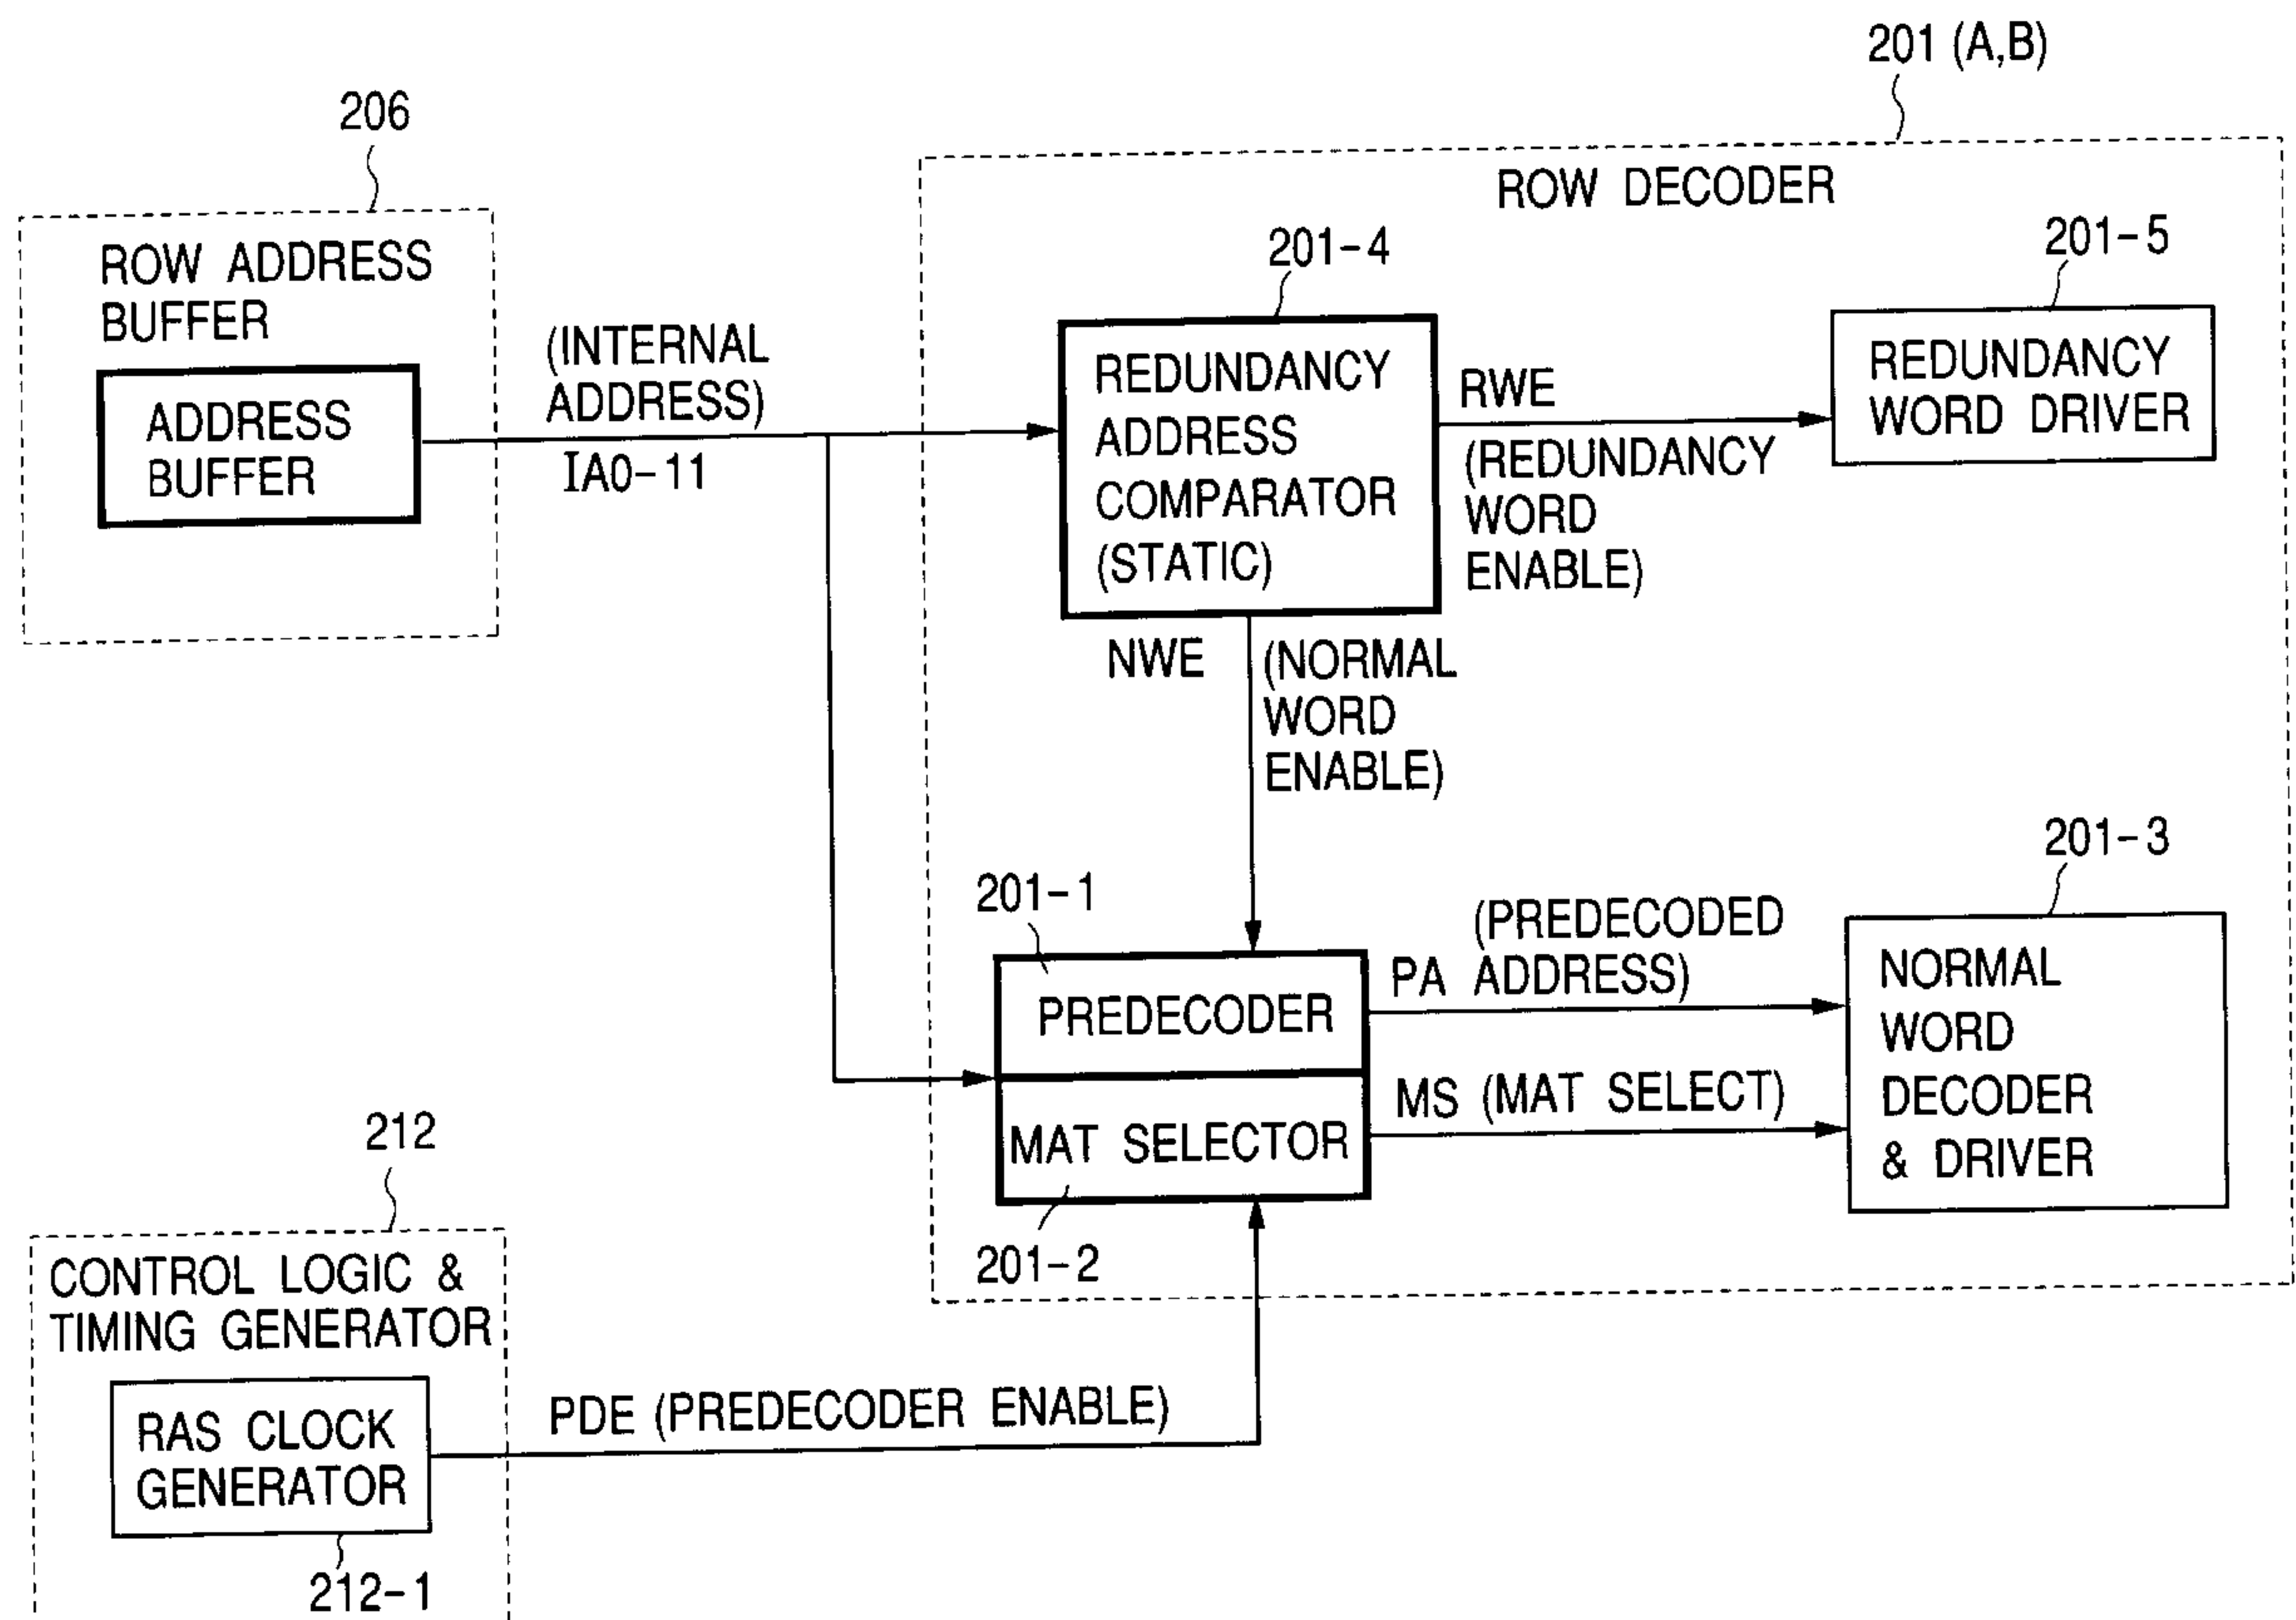 201 (A,B)
206
ROW DECODER
ROW ADDRESS
BUFFER
ADDRESS
BUFFER
(INTERNAL
ADDRESS)
IA0-11
201-4
REDUNDANCY
ADDRESS
COMPARATOR
(STATIC)
RWE
(REDUNDANCY
WORD
ENABLE)
201-5
REDUNDANCY
WORD DRIVER
NWE
(NORMAL
WORD
ENABLE)
201-1
PREDECODER
MAT SELECTOR
201-2
(PREDECODED
PA ADDRESS)
MS (MAT SELECT)
201-3
NORMAL
WORD
DECODER
& DRIVER
212
CONTROL LOGIC &
TIMING GENERATOR
RAS CLOCK
GENERATOR
212-1
PDE (PREDECODER ENABLE)